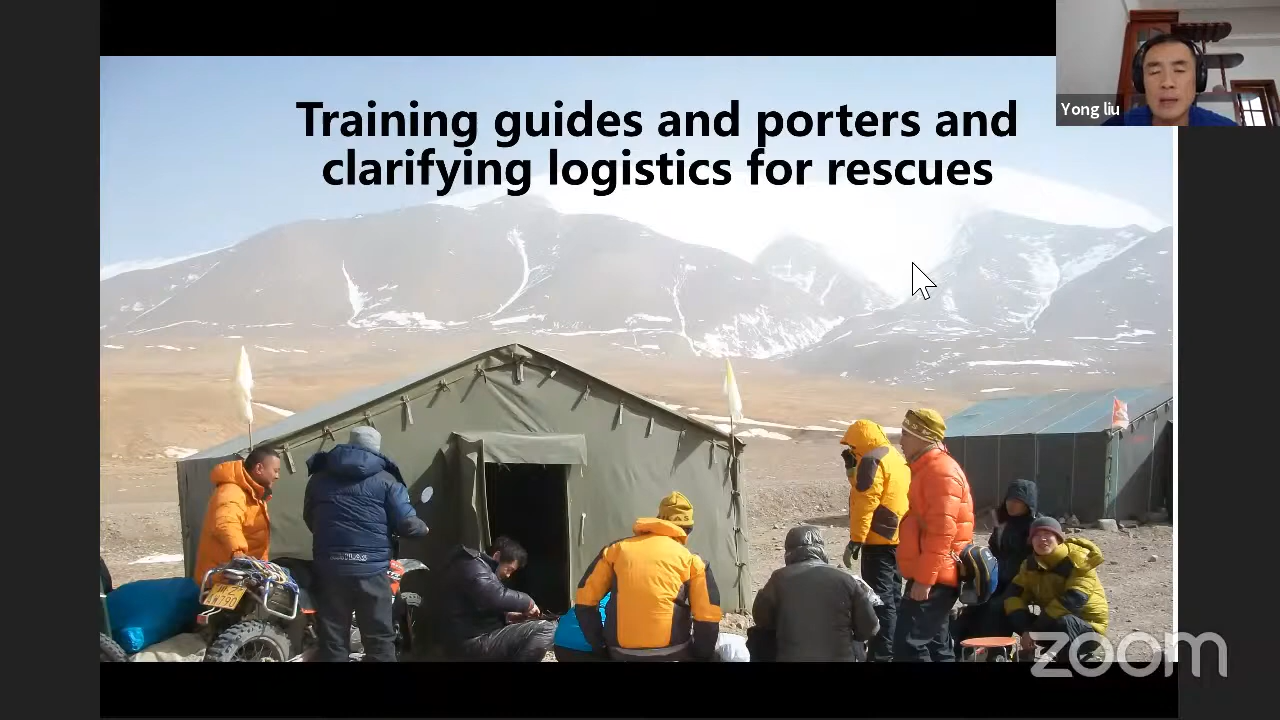 Training guides and porters and
clarifying logistics for rescues
Yong liu
zoom